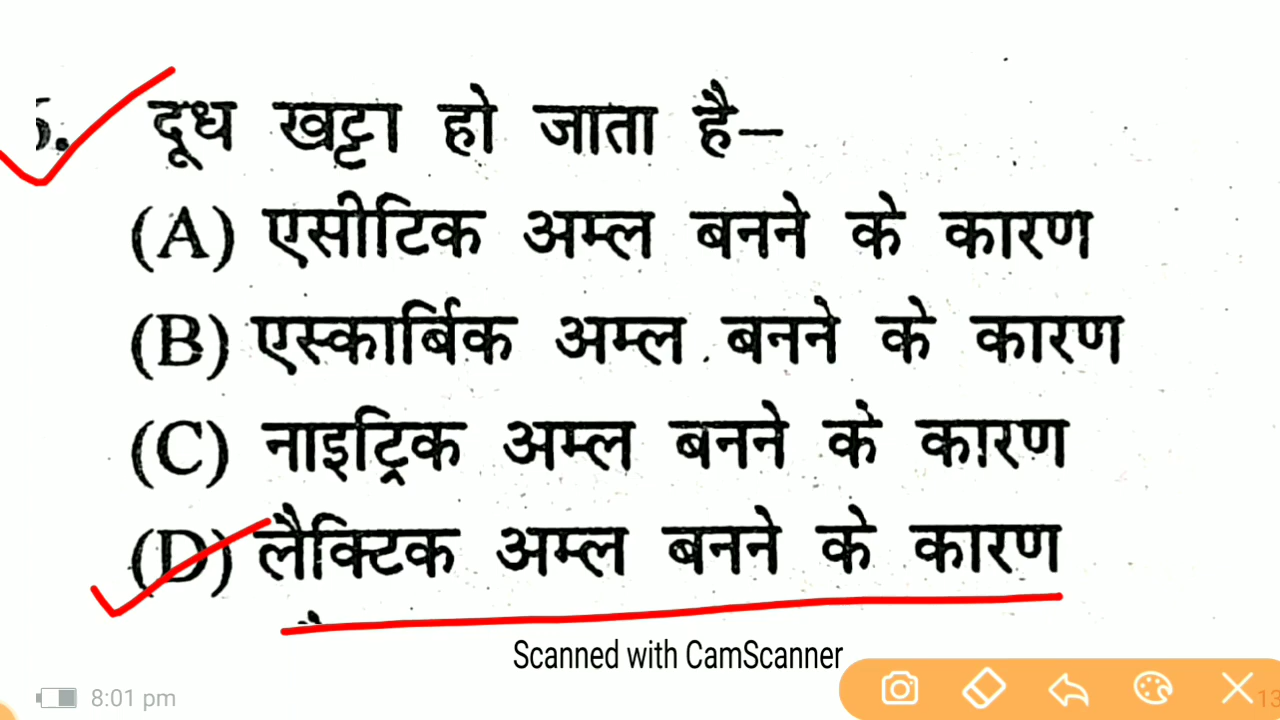 5. दूध खट्टा हो जाता है–
(A) एसीटिक अम्ल बनने के कारण
(B) एस्कार्बिक अम्ल बनने के कारण
(C) नाइट्रिक अम्ल बनने के कारण
(D) लैक्टिक अम्ल बनने के कारण
Scanned with CamScanner
8:01 pm
13